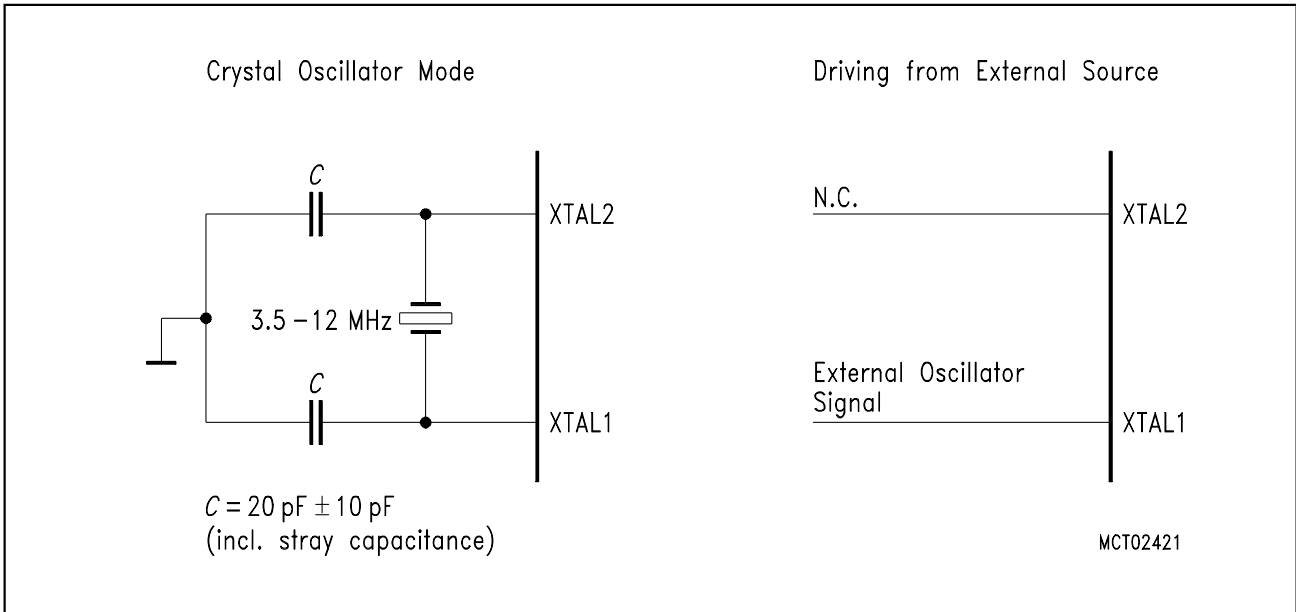 Crystal Oscillator Mode
C
XTAL2
3.5 – 12 MHz
C
XTAL1
C = 20 pF ± 10 pF
(incl. stray capacitance)
Driving from External Source
N.C.
XTAL2
External Oscillator
Signal
XTAL1
MCT02421